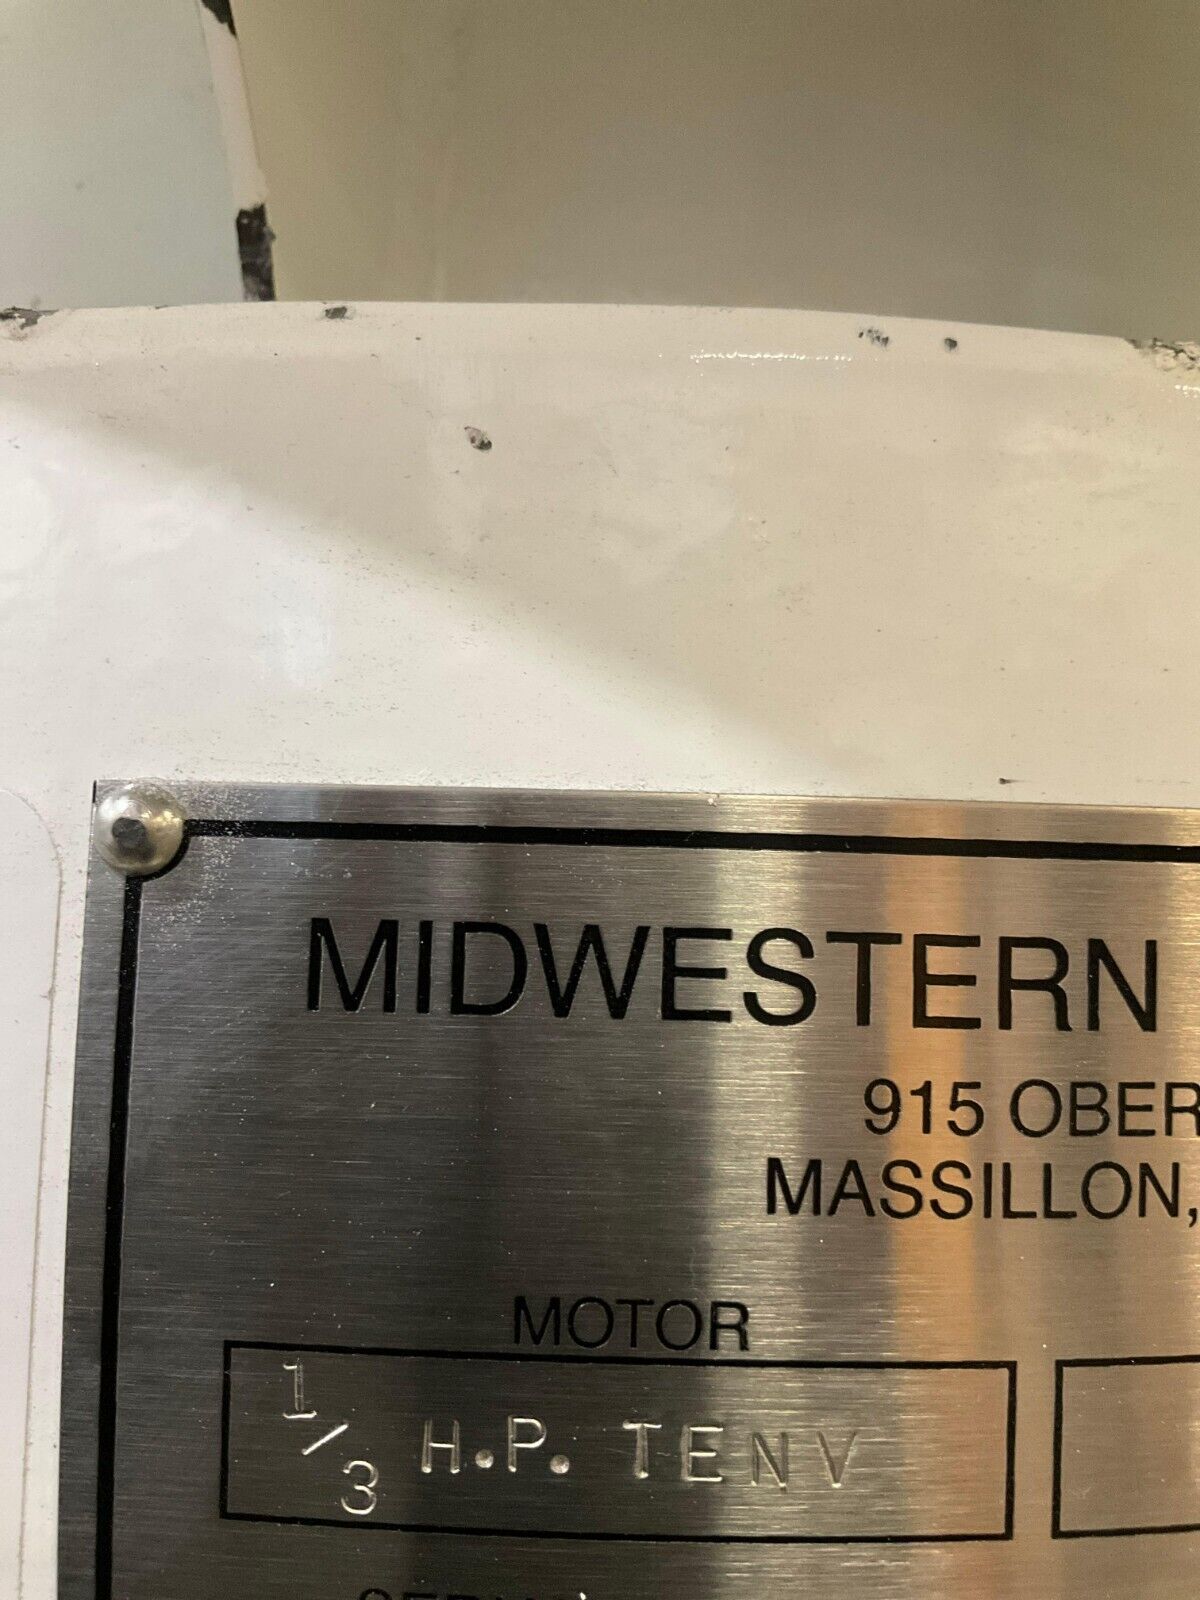 MIDWESTERN
915 OBER
MASSILLON,
MOTOR
1/3 H.P. TENV